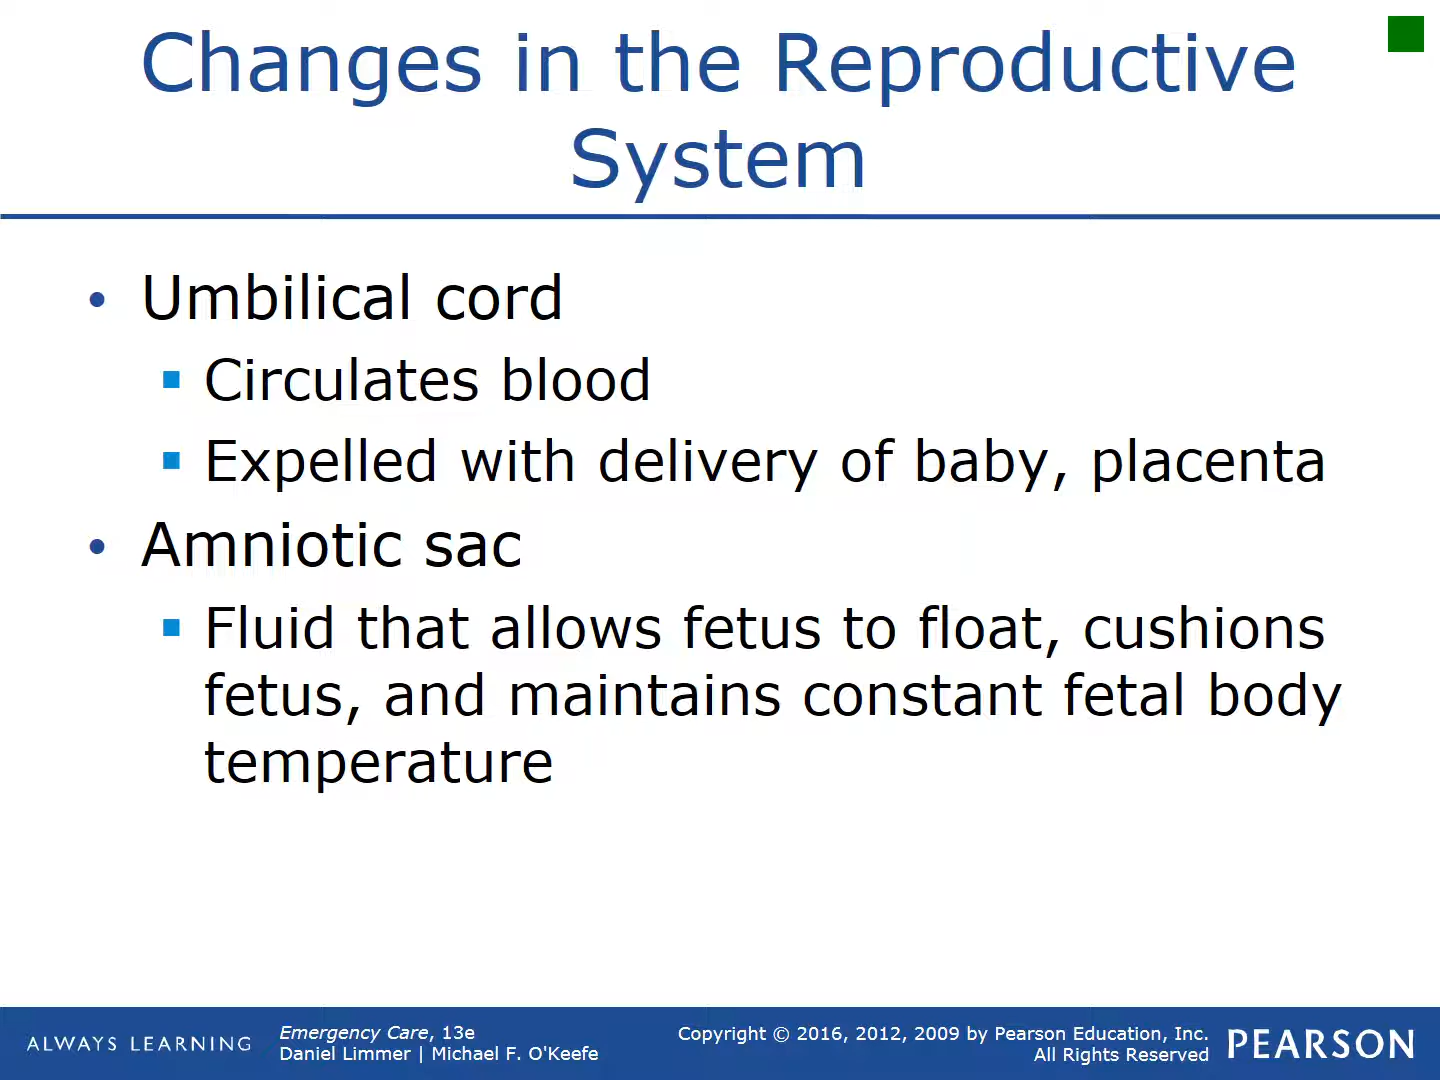 Changes in the Reproductive
System
• Umbilical cord
▪ Circulates blood
▪ Expelled with delivery of baby, placenta
• Amniotic sac
▪ Fluid that allows fetus to float, cushions
fetus, and maintains constant fetal body
temperature
ALWAYS LEARNING
Emergency Care, 13e
Daniel Limmer | Michael F. O'Keefe
Copyright © 2016, 2012, 2009 by Pearson Education, Inc.
All Rights Reserved
PEARSON